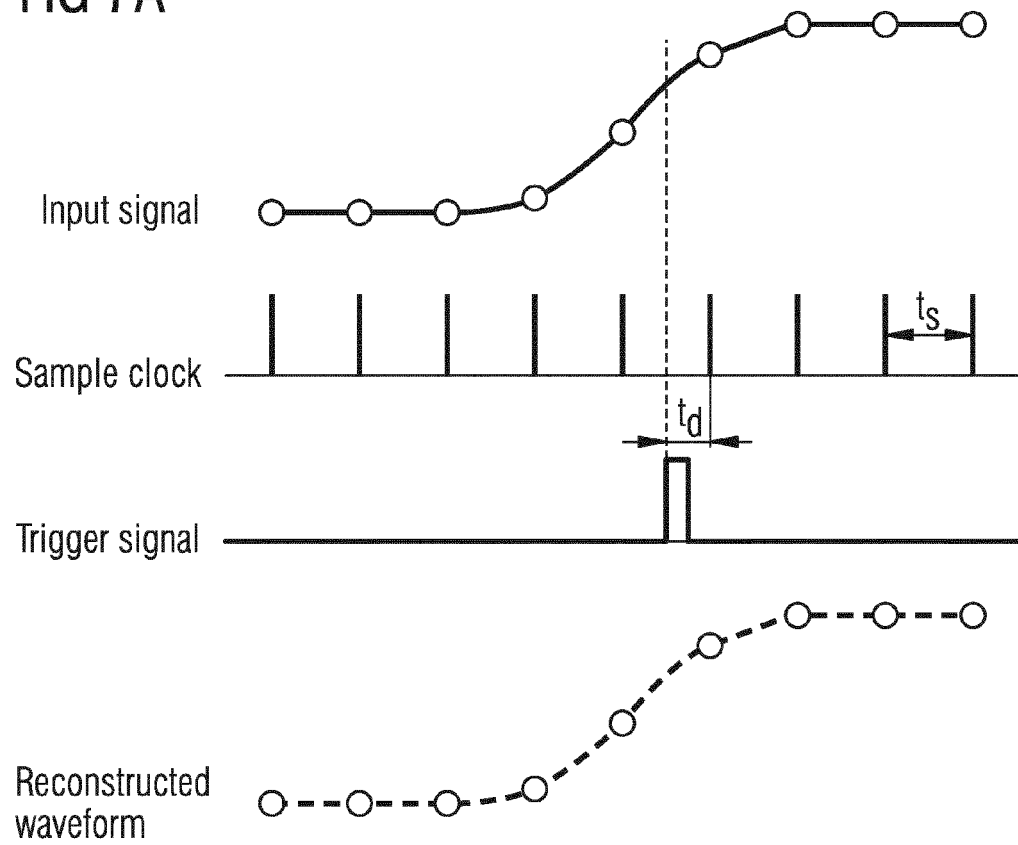 FIG 7A
Input signal
ts
Sample clock
td
Trigger signal
Reconstructed
waveform